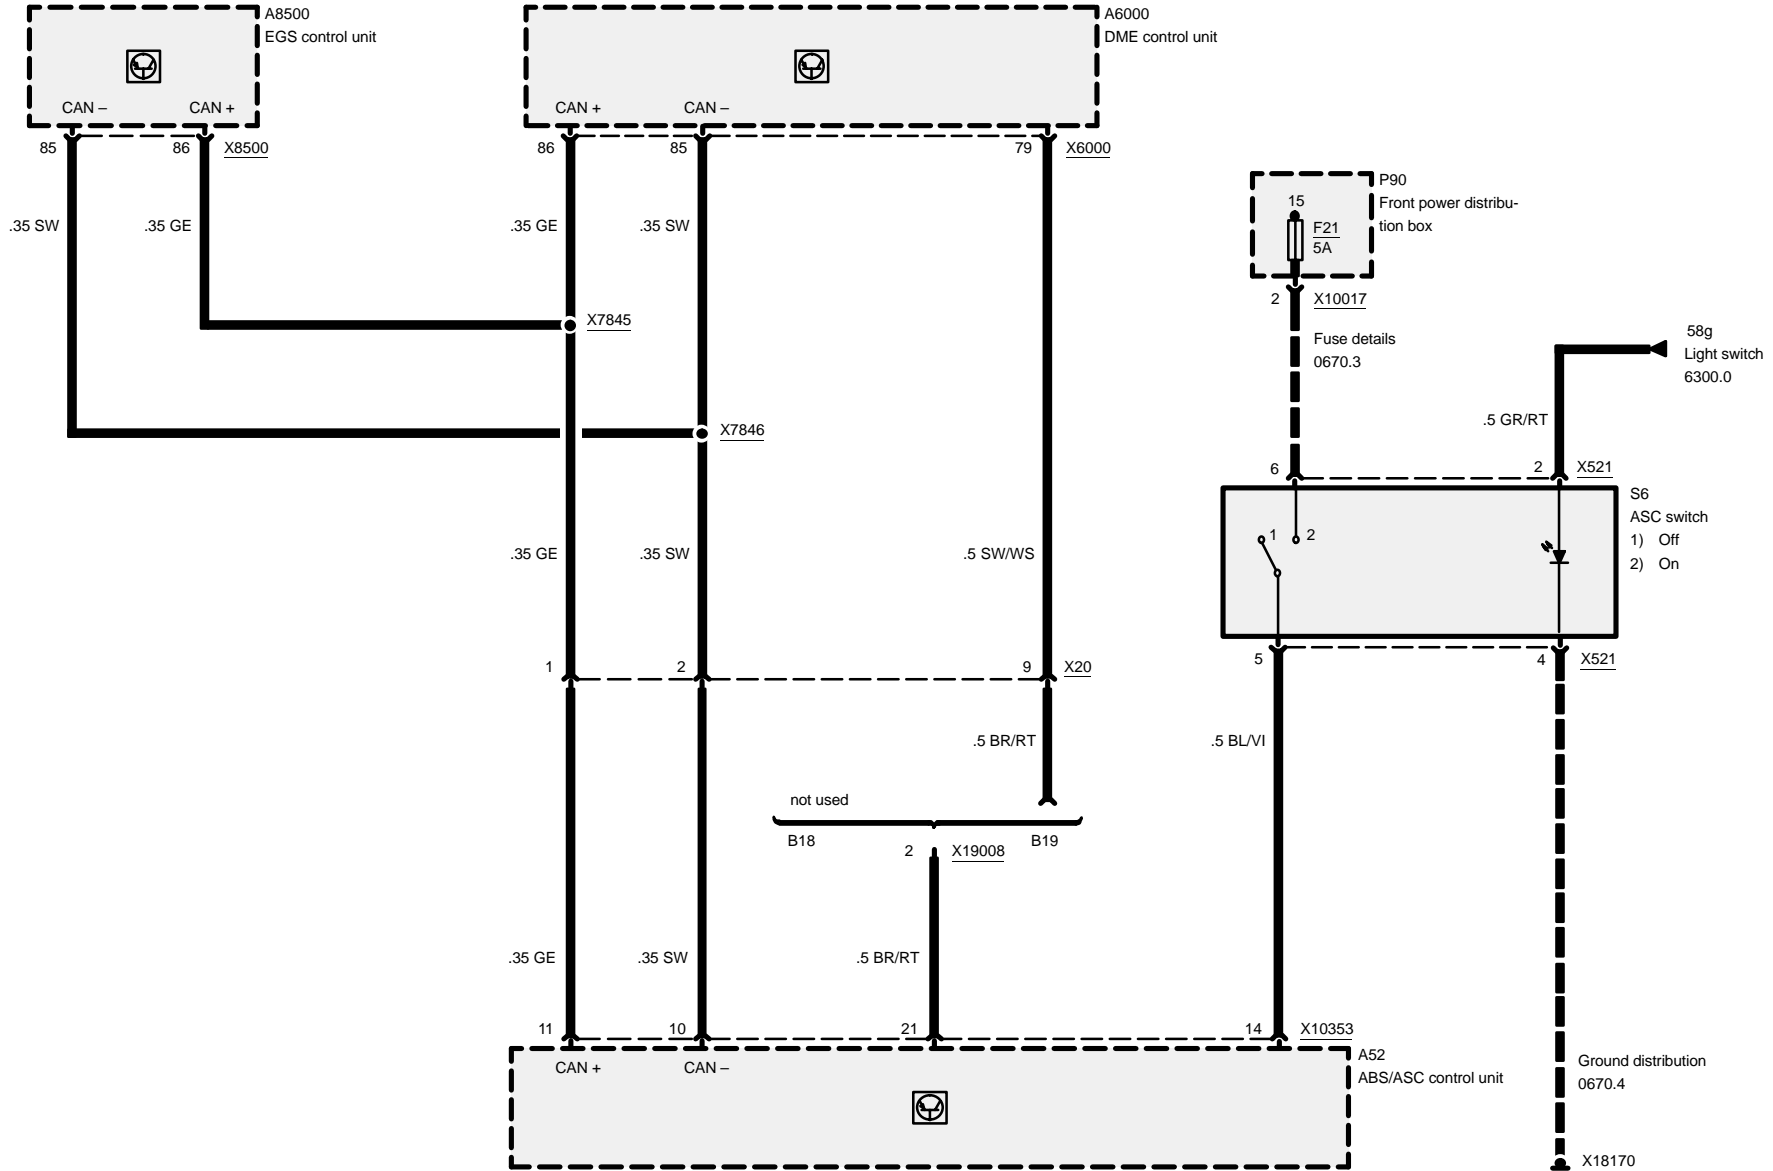 A8500
EGS control unit
CAN –
CAN +
85
86
X8500
A6000
DME control unit
CAN +
CAN –
86
85
79
X6000
.35 SW
.35 GE
.35 GE
.35 SW
P90
Front power distribu-
tion box
15
F21
5A
2
X10017
Fuse details
0670.3
X7845
X7846
58g
Light switch
6300.0
.5 GR/RT
6
2
X521
S6
ASC switch
1) Off
2) On
1
2
.35 GE
.35 SW
.5 SW/WS
1
2
9
X20
5
4
X521
.5 BR/RT
.5 BL/VI
not used
B18
B19
2
X19008
.35 GE
.35 SW
.5 BR/RT
11
10
21
14
X10353
A52
ABS/ASC control unit
CAN +
CAN –
Ground distribution
0670.4
X18170